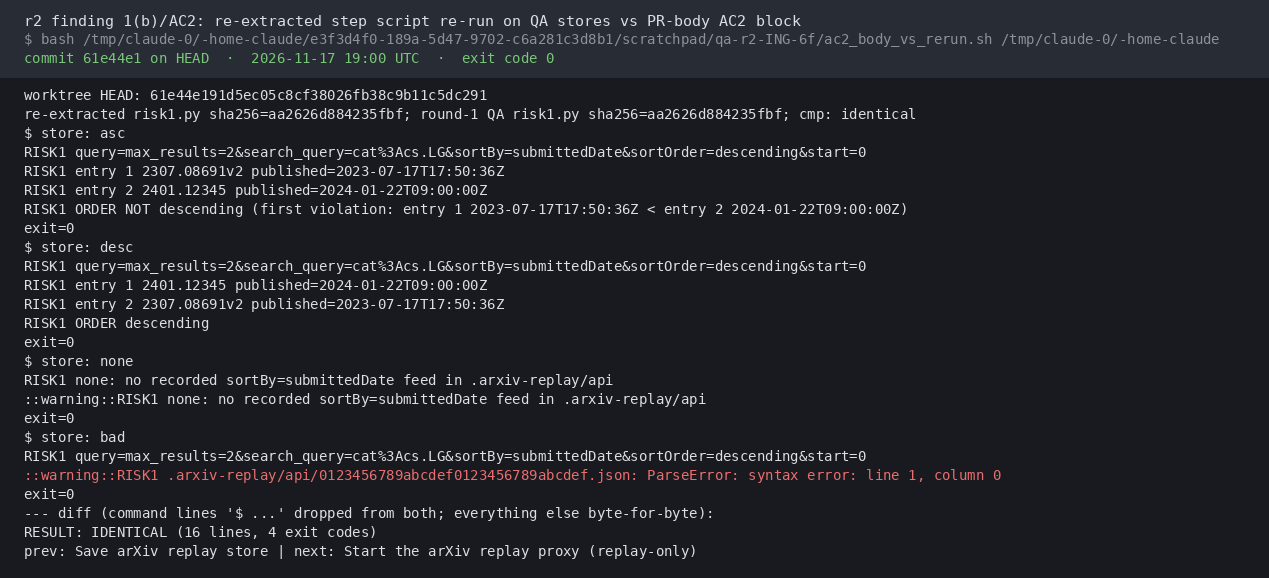 r2 finding 1(b)/AC2: re-extracted step script re-run on QA stores vs PR-body AC2 block
$ bash /tmp/claude-0/-home-claude/e3f3d4f0-189a-5d47-9702-c6a281c3d8b1/scratchpad/qa-r2-ING-6f/ac2_body_vs_rerun.sh /tmp/claude-0/-home-claude
commit 61e44e1 on HEAD · 2026-11-17 19:00 UTC · exit code 0
worktree HEAD: 61e44e191d5ec05c8cf38026fb38c9b11c5dc291
re-extracted risk1.py sha256=aa2626d884235fbf; round-1 QA risk1.py sha256=aa2626d884235fbf; cmp: identical
$ store: asc
RISK1 query=max_results=2&search_query=cat%3Acs.LG&sortBy=submittedDate&sortOrder=descending&start=0
RISK1 entry 1 2307.08691v2 published=2023-07-17T17:50:36Z
RISK1 entry 2 2401.12345 published=2024-01-22T09:00:00Z
RISK1 ORDER NOT descending (first violation: entry 1 2023-07-17T17:50:36Z < entry 2 2024-01-22T09:00:00Z)
exit=0
$ store: desc
RISK1 query=max_results=2&search_query=cat%3Acs.LG&sortBy=submittedDate&sortOrder=descending&start=0
RISK1 entry 1 2401.12345 published=2024-01-22T09:00:00Z
RISK1 entry 2 2307.08691v2 published=2023-07-17T17:50:36Z
RISK1 ORDER descending
exit=0
$ store: none
RISK1 none: no recorded sortBy=submittedDate feed in .arxiv-replay/api
::warning::RISK1 none: no recorded sortBy=submittedDate feed in .arxiv-replay/api
exit=0
$ store: bad
RISK1 query=max_results=2&search_query=cat%3Acs.LG&sortBy=submittedDate&sortOrder=descending&start=0
::warning::RISK1 .arxiv-replay/api/0123456789abcdef0123456789abcdef.json: ParseError: syntax error: line 1, column 0
exit=0
--- diff (command lines '$ ...' dropped from both; everything else byte-for-byte):
RESULT: IDENTICAL (16 lines, 4 exit codes)
prev: Save arXiv replay store | next: Start the arXiv replay proxy (replay-only)